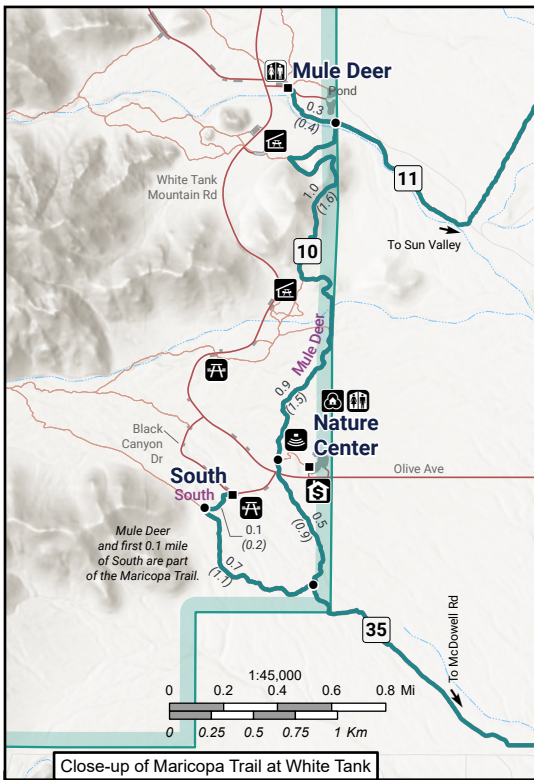 Mule Deer
Pond
0.3
(0.4)
11
White Tank
Mountain Rd
1.0
(1.6)
To Sun Valley
10
Mule Deer
0.9
(1.5)
Nature
Center
Black
Canyon
Dr
Olive Ave
South
South
$
0.1
(0.2)
0.5
(0.9)
Mule Deer
and first 0.1 mile
of South are part
of the Maricopa Trail.
0.7
(1.1)
35
To McDowell Rd
1:45,000
0 0.2 0.4 0.6 0.8 Mi
0 0.25 0.5 0.75 1 Km
Close-up of Maricopa Trail at White Tank